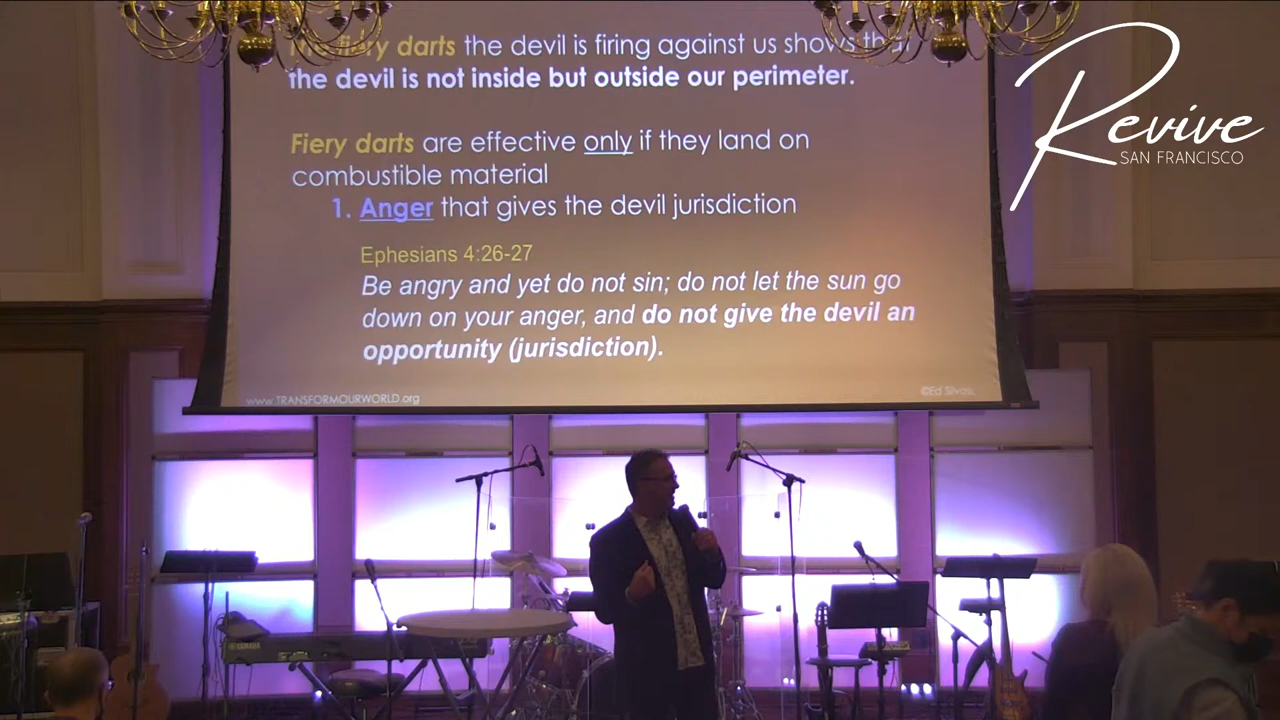 fiery darts the devil is firing against us shows that
the devil is not inside but outside our perimeter.
Fiery darts are effective only if they land on
combustible material
1. Anger that gives the devil jurisdiction
Ephesians 4:26-27
Be angry and yet do not sin; do not let the sun go
down on your anger, and do not give the devil an
opportunity (jurisdiction).
www.TRANSFORMOURWORLD.org
©Ed Silvoso
Revive
SAN FRANCISCO
YAMAHA